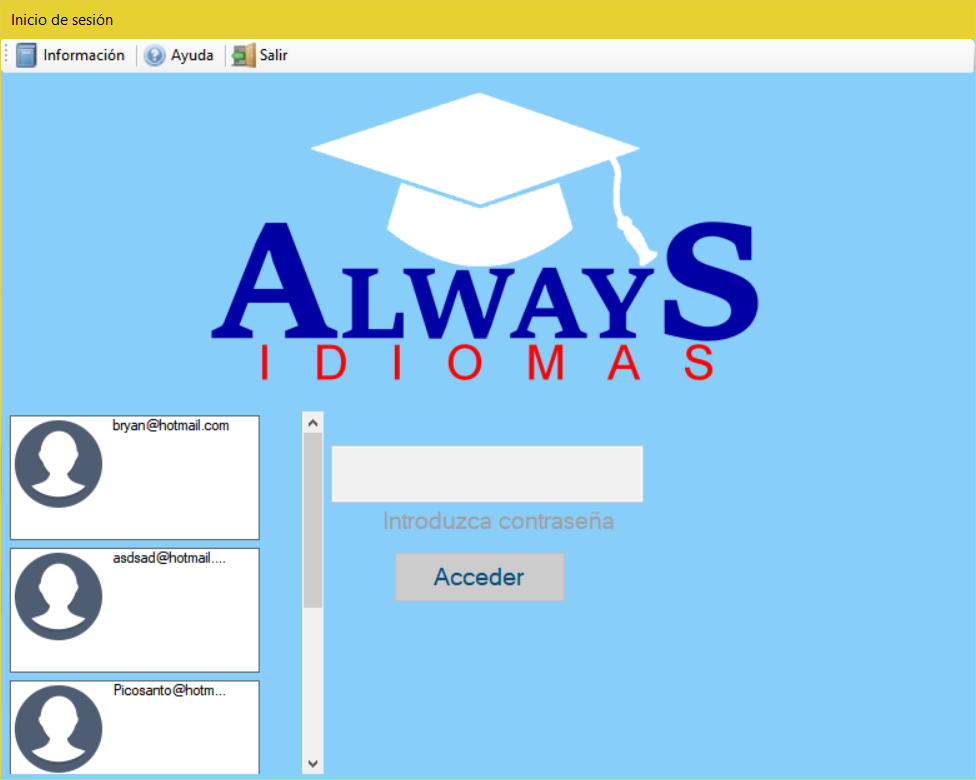 Inicio de sesión
Información Ayuda Salir
ALWAYS
IDIOMAS
bryan@hotmail.com
asdsad@hotmail....
Picosanto@hotm...
Introduzca contraseña
Acceder